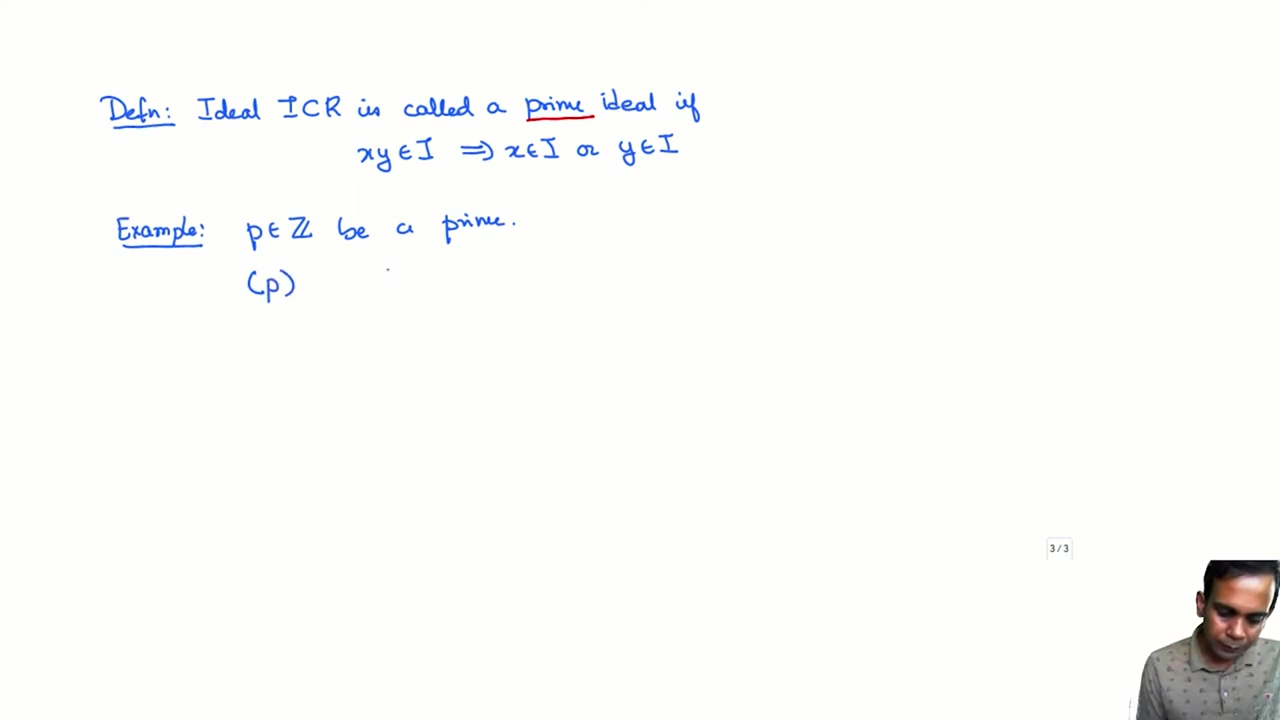 Defn: Ideal I⊂R is called a prime ideal if
xy∈I ⟹ x∈I or y∈I
Example: p∈ℤ be a prime.
(p)
3/3